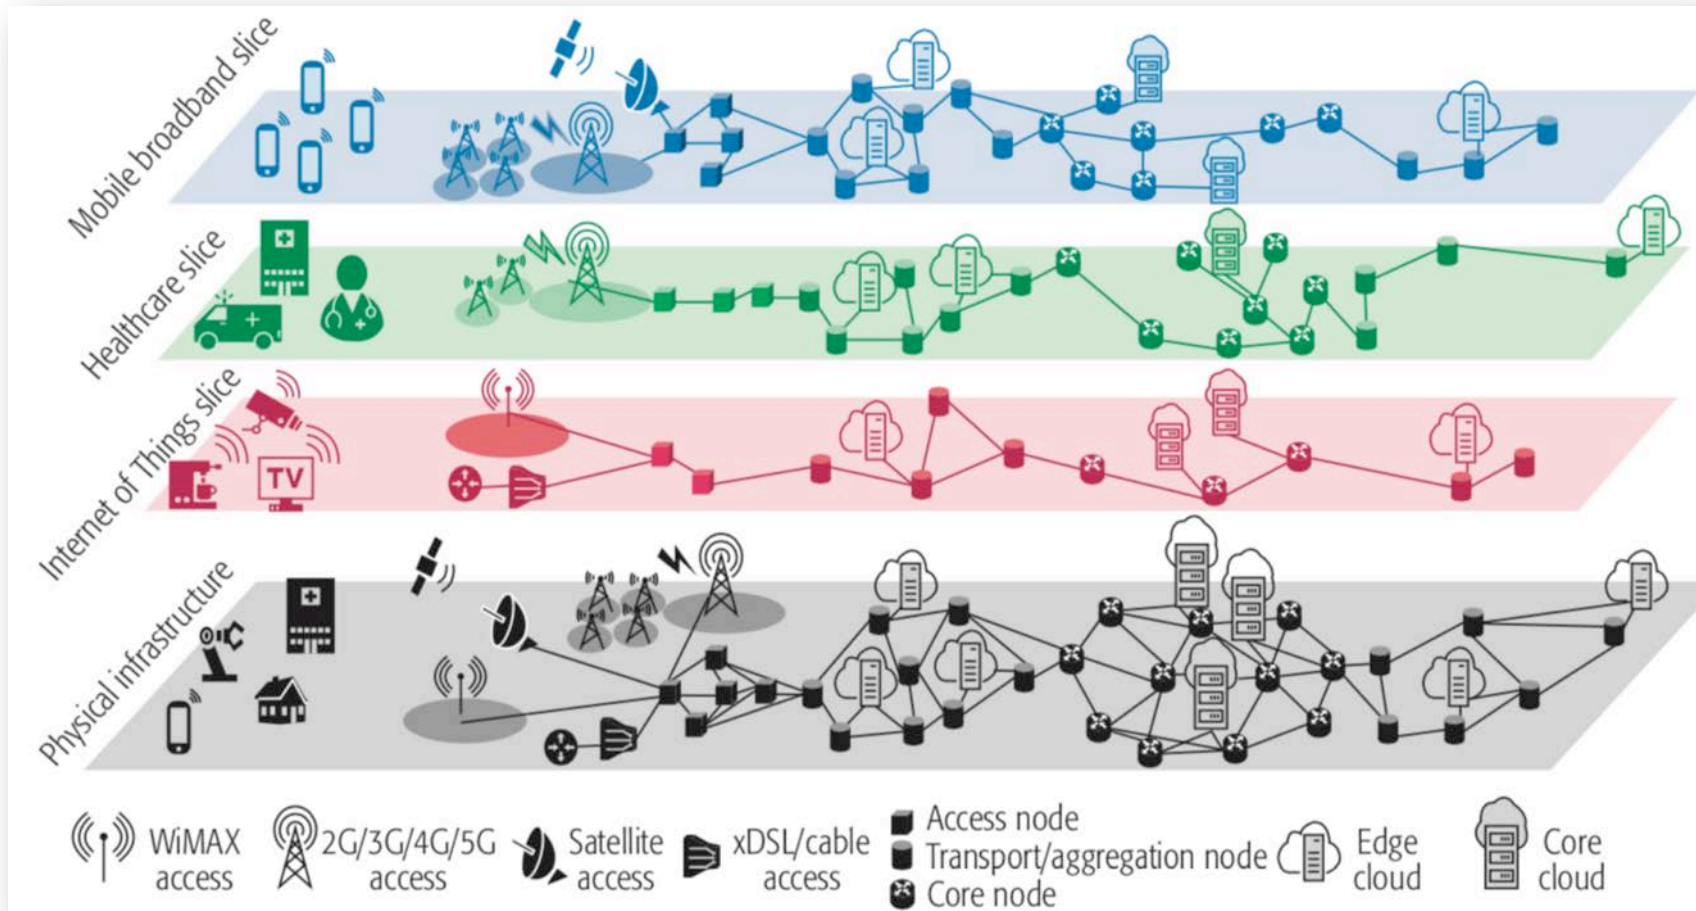 Mobile broadband slice
Healthcare slice
Internet of Things slice
TV
Physical infrastructure
WiMAX
access
2G/3G/4G/5G
access
Satellite
access
xDSL/cable
access
Access node
Transport/aggregation node
Core node
Edge
cloud
Core
cloud